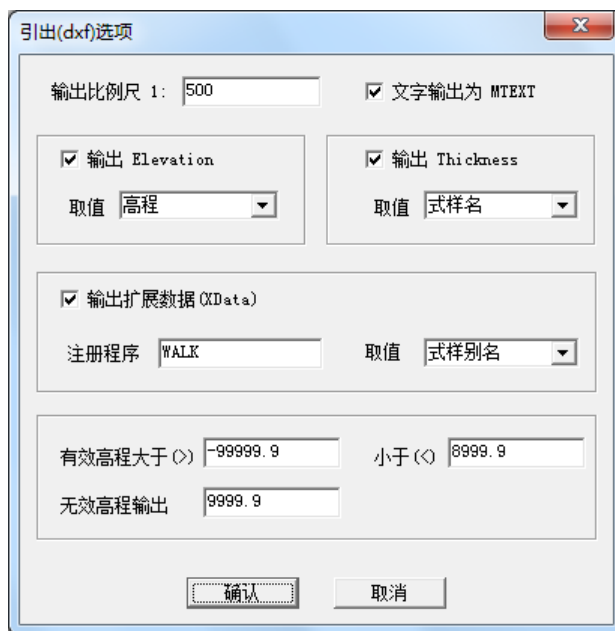 引出(dxf)选项
输出比例尺 1: 500 文字输出为 MTEXT
输出 Elevation 输出 Thickness
取值 高程 取值 式样名
输出扩展数据(XData)
注册程序 WALK 取值 式样别名
有效高程大于(>) -99999.9 小于(<) 8999.9
无效高程输出 9999.9
确认 取消